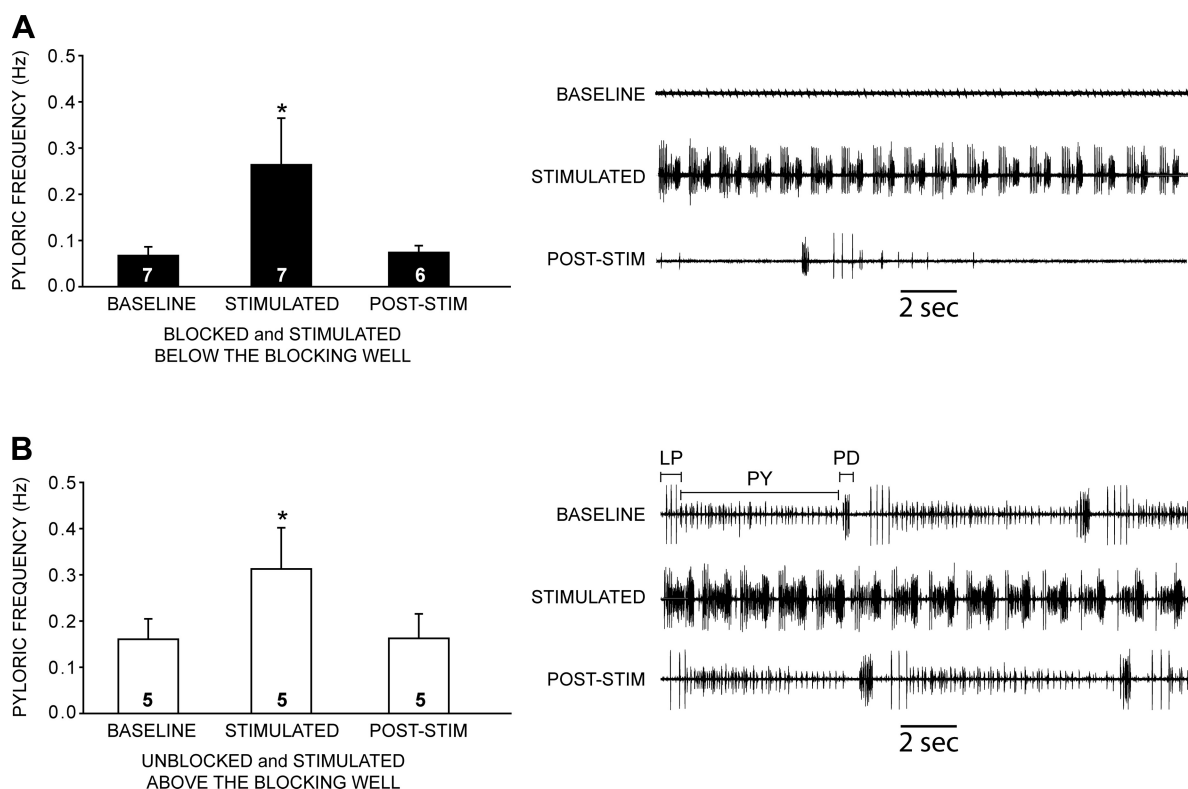 A
PYLORIC FREQUENCY (Hz)
0.5
0.4
0.3
0.2
0.1
0.0
*
7
7
6
BASELINE
STIMULATED
POST-STIM
BLOCKED and STIMULATED
BELOW THE BLOCKING WELL
BASELINE
STIMULATED
POST-STIM
2 sec
B
PYLORIC FREQUENCY (Hz)
0.5
0.4
0.3
0.2
0.1
0.0
*
5
5
5
BASELINE
STIMULATED
POST-STIM
UNBLOCKED and STIMULATED
ABOVE THE BLOCKING WELL
LP
PY
PD
BASELINE
STIMULATED
POST-STIM
2 sec